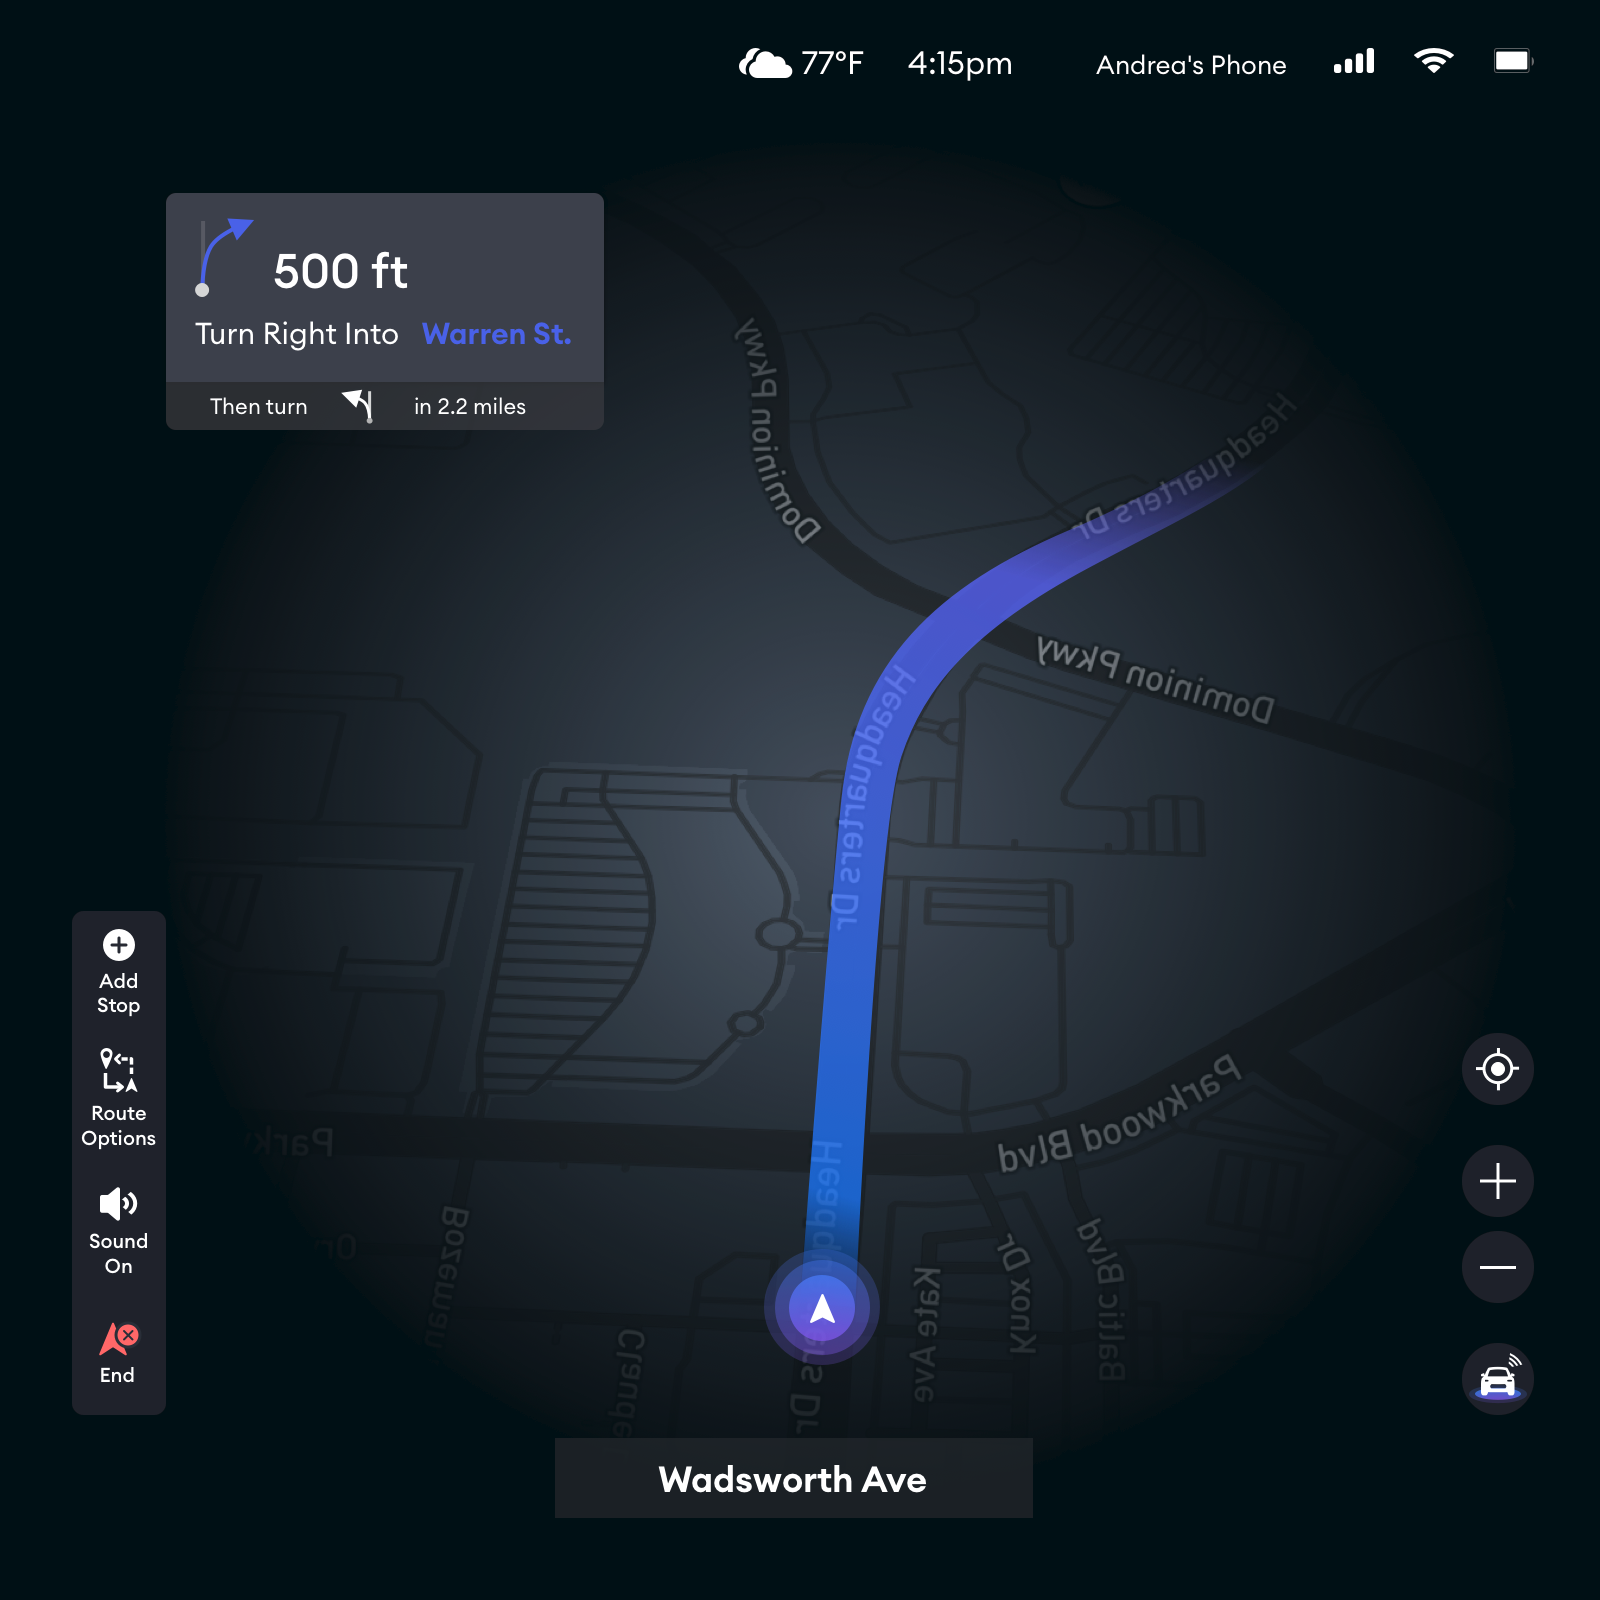 77°F 4:15pm Andrea's Phone
500 ft
Turn Right Into Warren St.
Then turn in 2.2 miles
Dominion Pkwy
Headquarters Dr
Dominion Pkwy
Headquarters Dr
Add
Stop
Route
Options
Sound
On
End
Parkwood Blvd
Park
Bozeman
Claude
Kate Ave
Knox Dr
Baltic Blvd
rs Dr
Wadsworth Ave